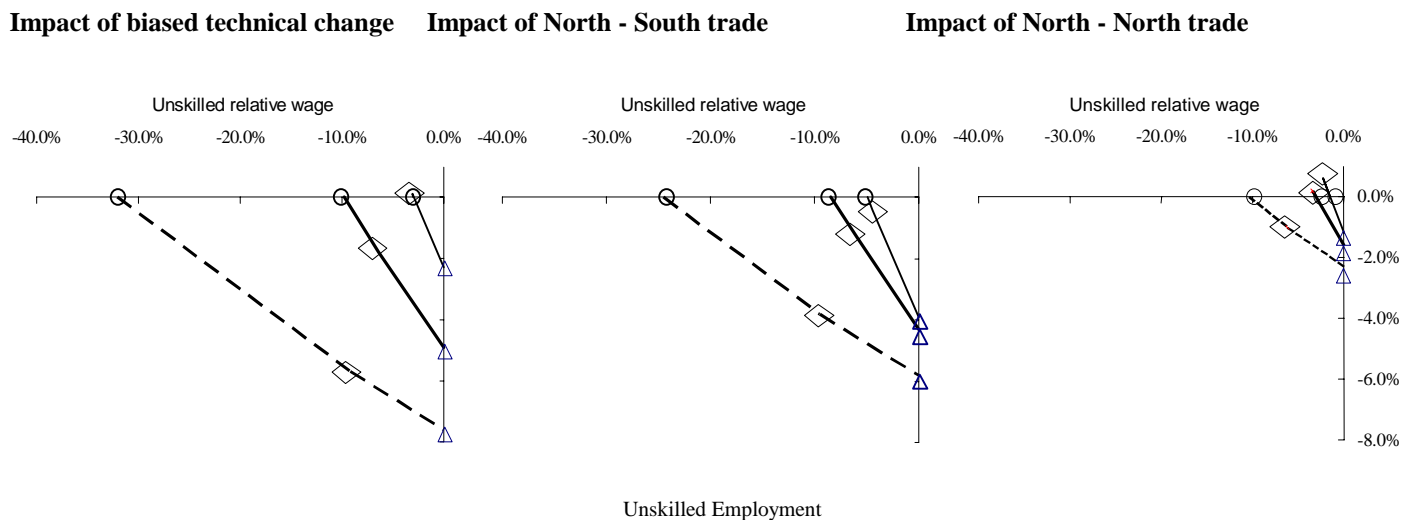 Impact of biased technical change Impact of North - South trade Impact of North - North trade
Unskilled relative wage Unskilled relative wage Unskilled relative wage
-40.0% -30.0% -20.0% -10.0% 0.0% -40.0% -30.0% -20.0% -10.0% 0.0% -40.0% -30.0% -20.0% -10.0% 0.0%
0.0%
-2.0%
-4.0%
-6.0%
-8.0%
Unskilled Employment